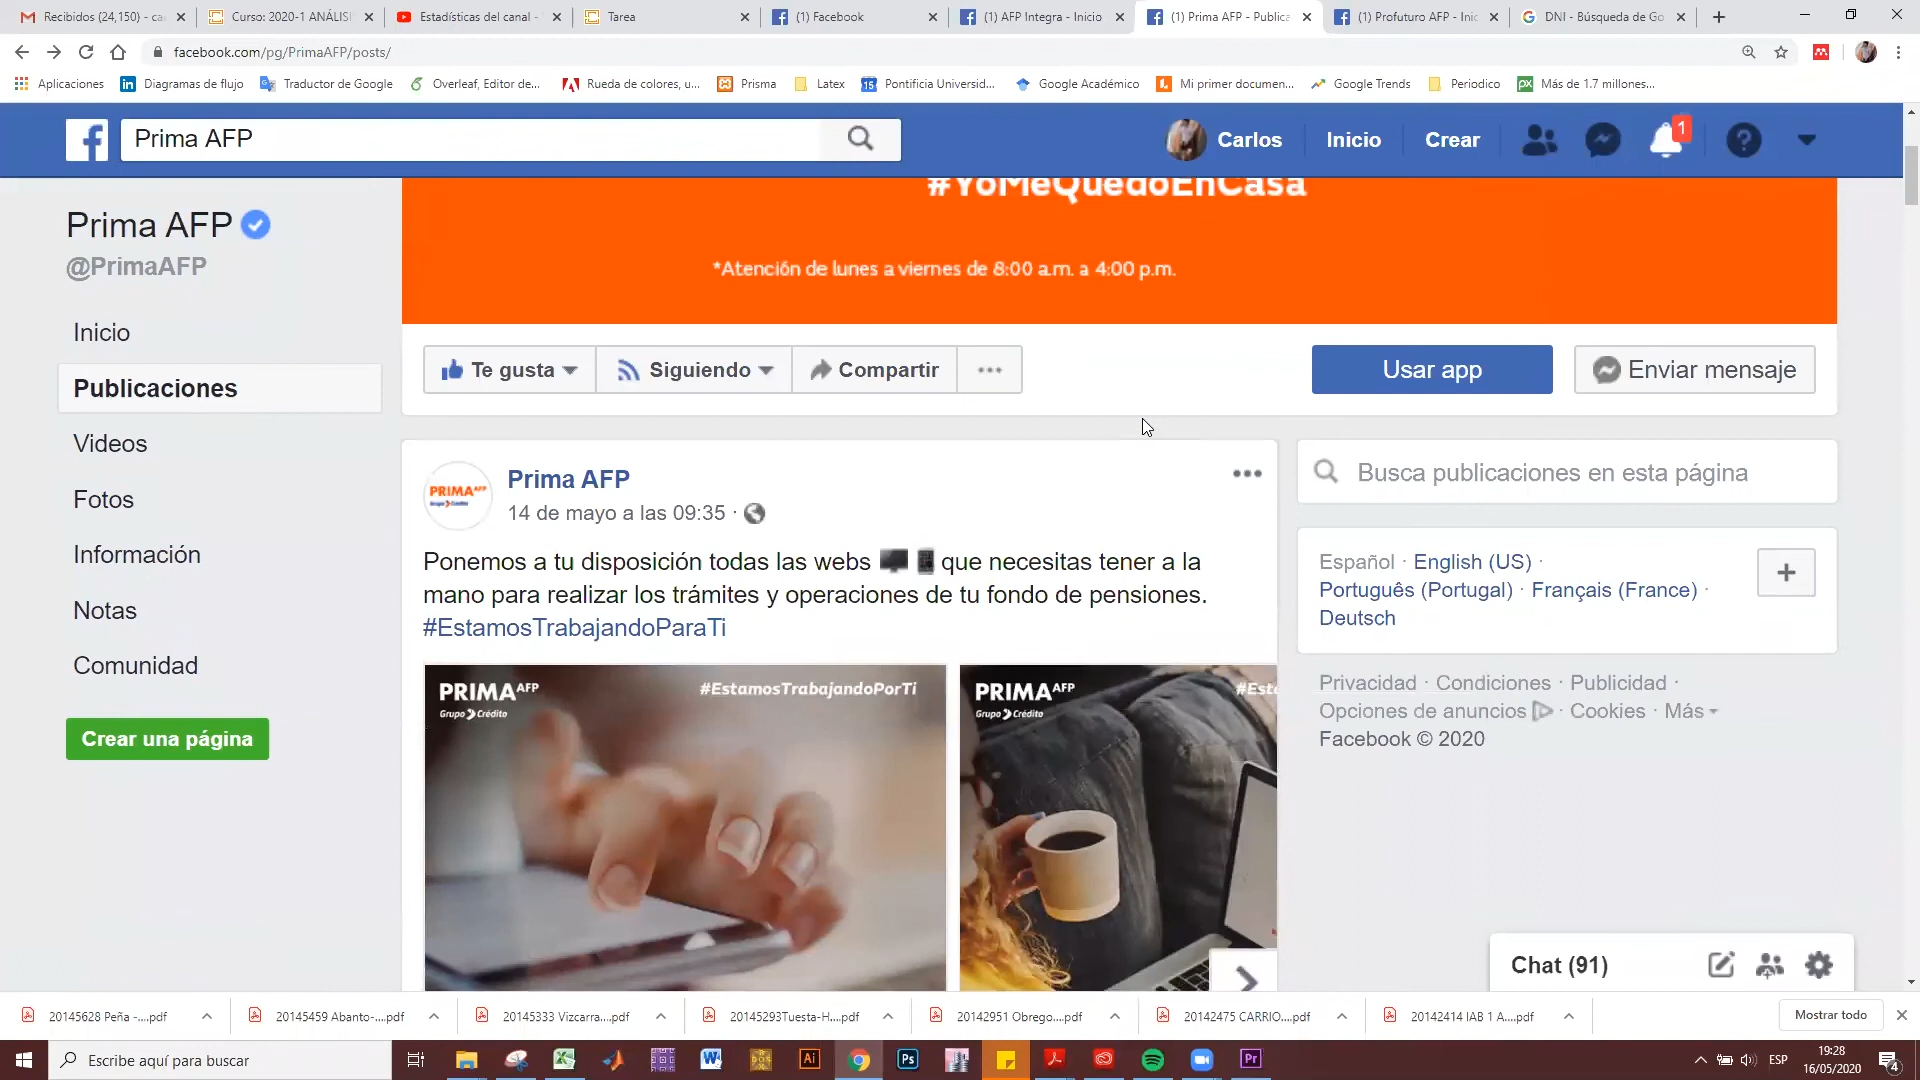 Recibidos (24,150) - ca
Curso: 2020-1 ANÁLISI
Estadísticas del canal -
Tarea
(1) Facebook
(1) AFP Integra - Inicio
(1) Prima AFP - Publica
(1) Profuturo AFP - Inic
DNI - Búsqueda de Go
facebook.com/pg/PrimaAFP/posts/
Aplicaciones
Diagramas de flujo
Traductor de Google
Overleaf, Editor de...
Rueda de colores, u...
Prisma
Latex
Pontificia Universid...
Google Académico
Mi primer documen...
Google Trends
Periodico
Más de 1.7 millones...
Prima AFP
Carlos
Inicio
Crear
1
#YoMeQuedoEnCasa
*Atención de lunes a viernes de 8:00 a.m. a 4:00 p.m.
Prima AFP
@PrimaAFP
Inicio
Publicaciones
Videos
Fotos
Información
Notas
Comunidad
Crear una página
Te gusta
Siguiendo
Compartir
Usar app
Enviar mensaje
Prima AFP
14 de mayo a las 09:35 ·
Ponemos a tu disposición todas las webs que necesitas tener a la
mano para realizar los trámites y operaciones de tu fondo de pensiones.
#EstamosTrabajandoParaTi
PRIMA AFP
Grupo Crédito
#EstamosTrabajandoPorTi
PRIMA AFP
Grupo Crédito
#Esta
Busca publicaciones en esta página
Español · English (US) ·
Português (Portugal) · Français (France) ·
Deutsch
Privacidad · Condiciones · Publicidad ·
Opciones de anuncios · Cookies · Más
Facebook © 2020
Chat (91)
20145628 Peña -....pdf
20145459 Abanto-....pdf
20145333 Vizcarra....pdf
20145293Tuesta-H....pdf
20142951 Obrego....pdf
20142475 CARRIO....pdf
20142414 IAB 1 A....pdf
Mostrar todo
Escribe aquí para buscar
ESP
19:28
16/05/2020
4